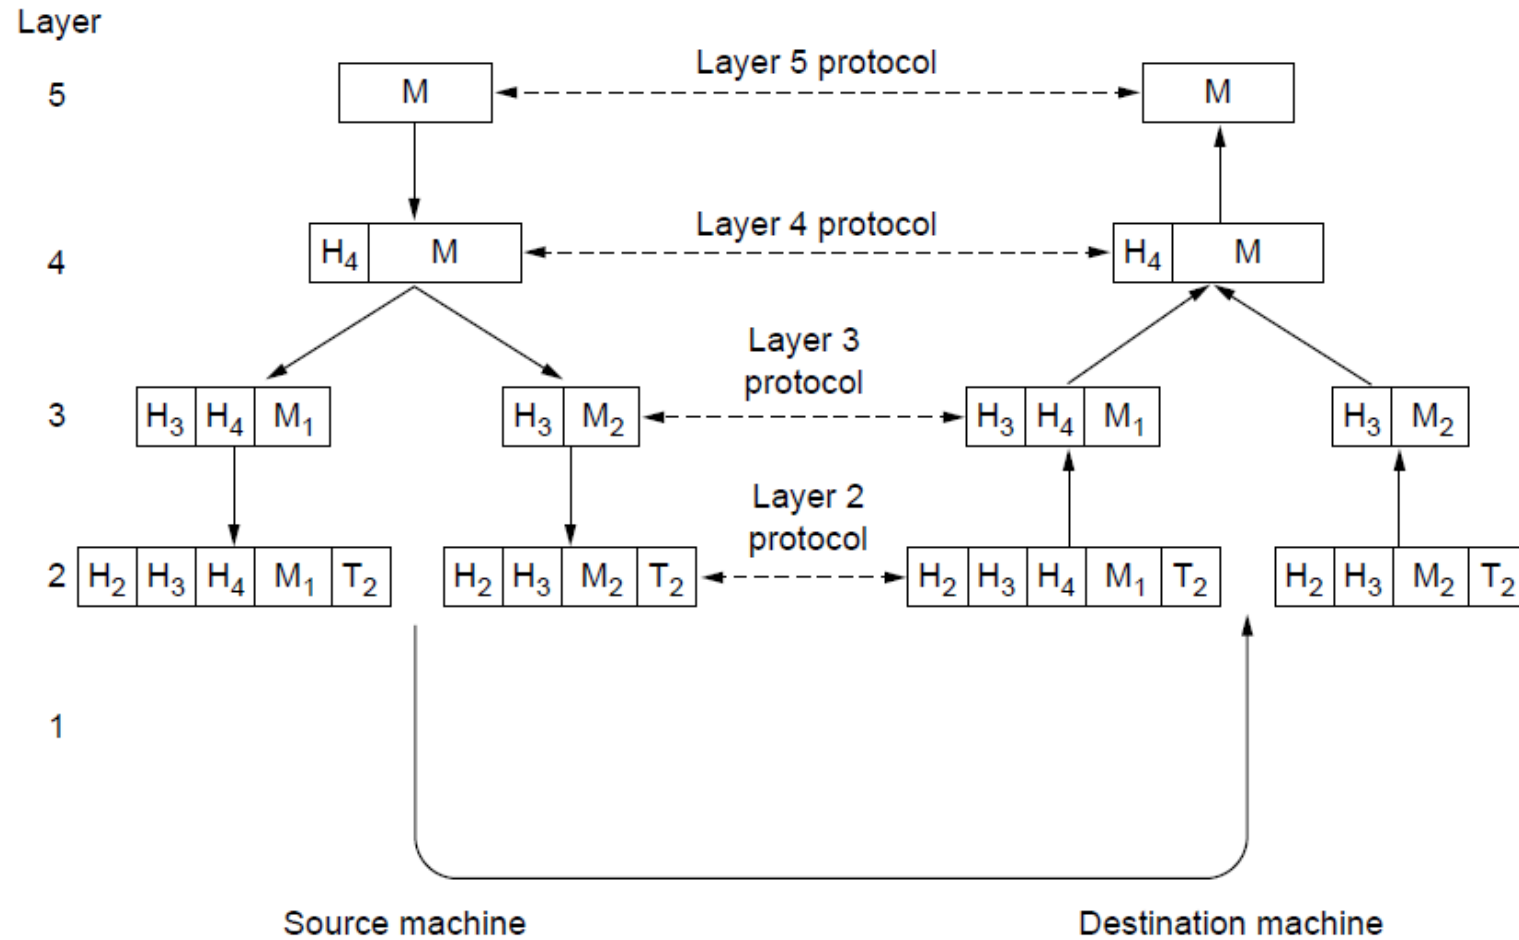 Layer
5 M Layer 5 protocol M
4 H₄ M Layer 4 protocol H₄ M
Layer 3
protocol
3 H₃ H₄ M₁ H₃ M₂ H₃ H₄ M₁ H₃ M₂
Layer 2
protocol
2 H₂ H₃ H₄ M₁ T₂ H₂ H₃ M₂ T₂ H₂ H₃ H₄ M₁ T₂ H₂ H₃ M₂ T₂
1
Source machine Destination machine